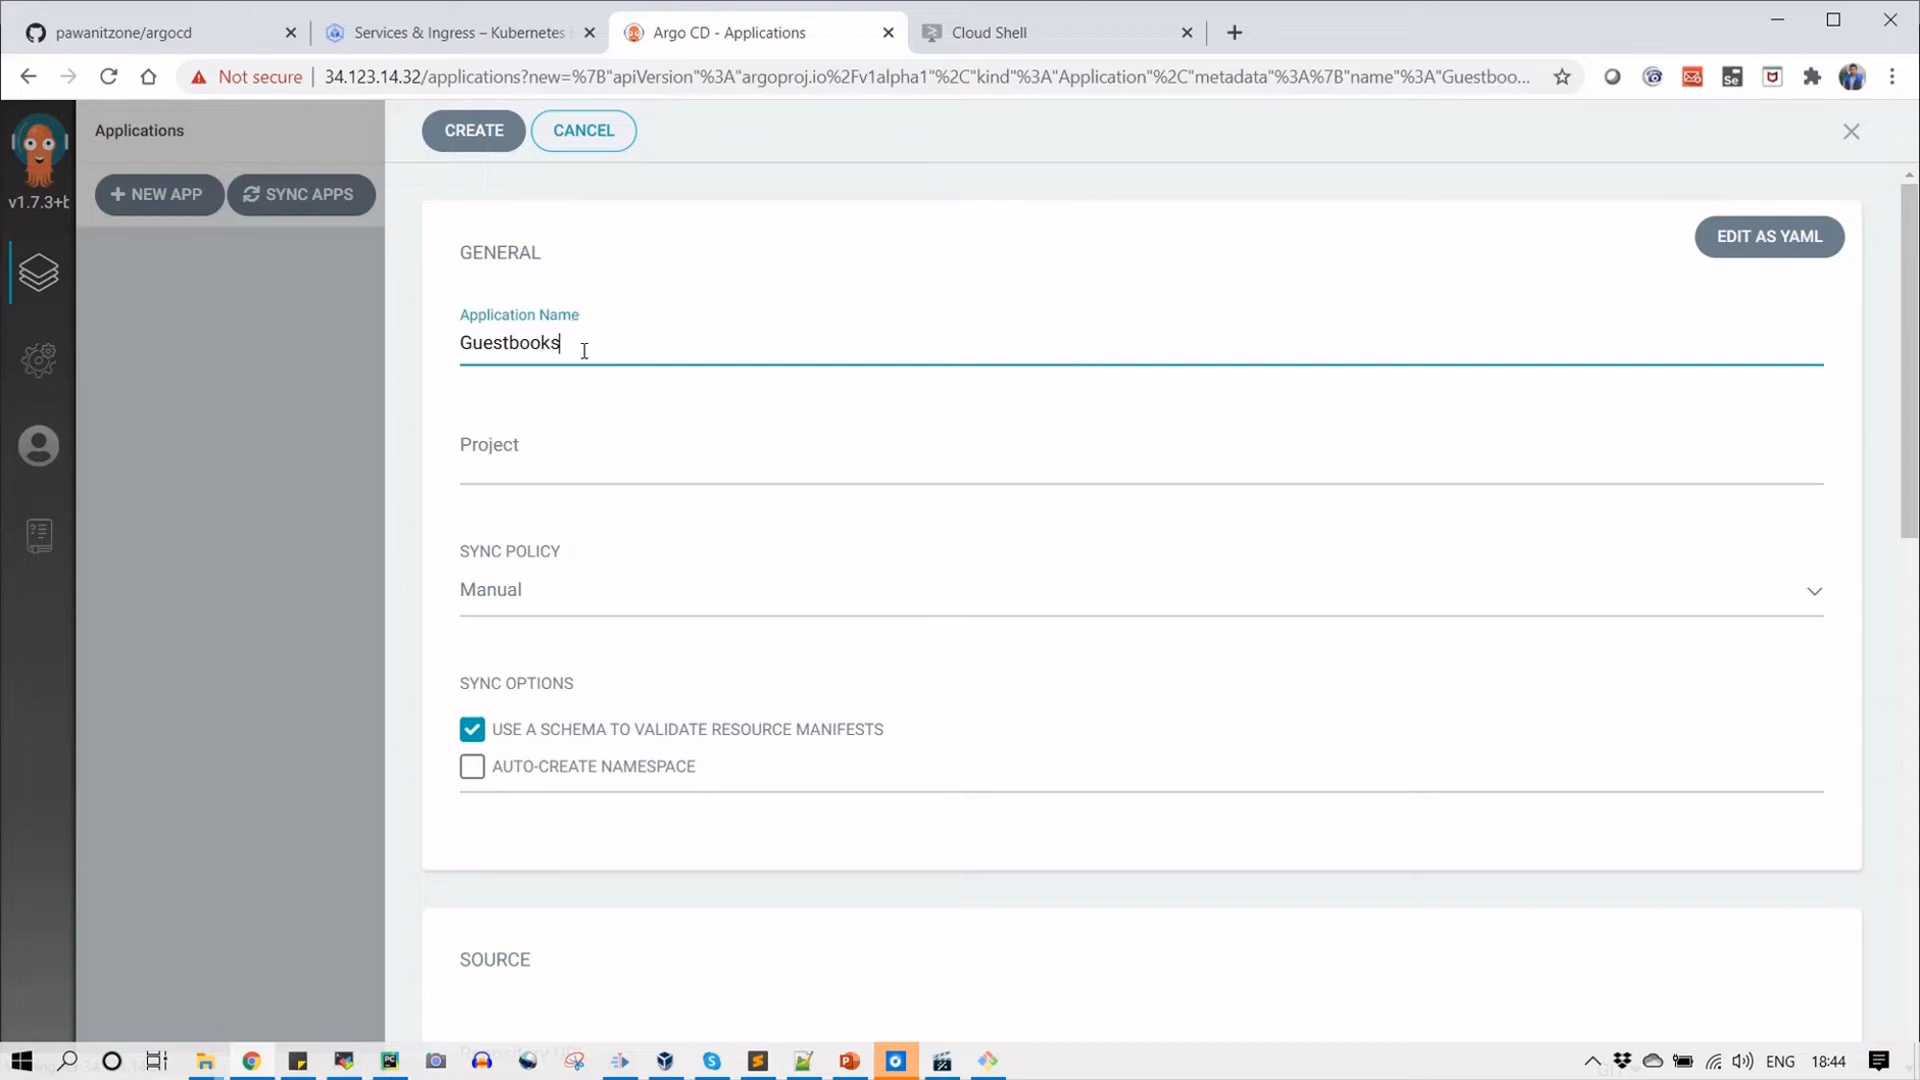 pawanitzone/argocd
Services & Ingress – Kubernetes
Argo CD - Applications
Cloud Shell
Not secure
34.123.14.32/applications?new=%7B"apiVersion"%3A"argoproj.io%2Fv1alpha1"%2C"kind"%3A"Application"%2C"metadata"%3A%7B"name"%3A"Guestboo...
Applications
CREATE
CANCEL
v1.7.3+b
NEW APP
SYNC APPS
GENERAL
EDIT AS YAML
Application Name
Guestbooks
Project
SYNC POLICY
Manual
SYNC OPTIONS
USE A SCHEMA TO VALIDATE RESOURCE MANIFESTS
AUTO-CREATE NAMESPACE
SOURCE
ENG
18:44